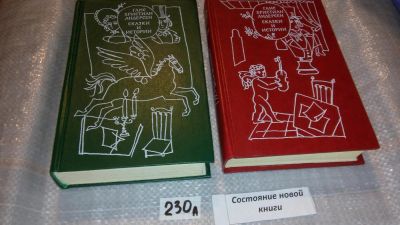 ГАНС
ХРИСТИАН
АНДЕРСЕН
СКАЗКИ
И
ИСТОРИИ
ГАНС
ХРИСТИАН
АНДЕРСЕН
СКАЗКИ
И
ИСТОРИИ
230л
Состояние новой
книги